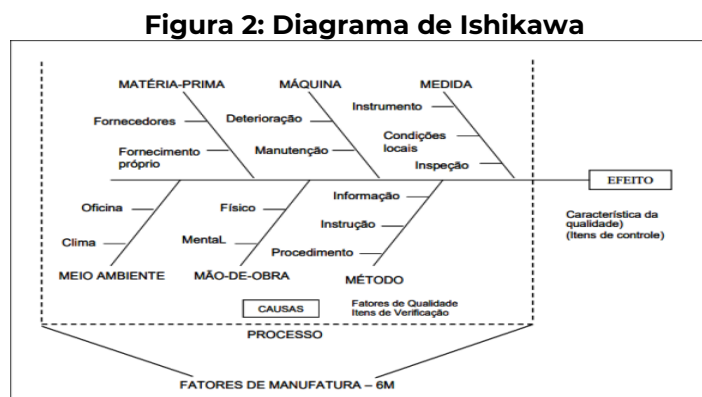 Figura 2: Diagrama de Ishikawa
MATÉRIA-PRIMA MÁQUINA MEDIDA
Instrumento
Fornecedores Deterioração
Condições
locais
Fornecimento
próprio
Manutenção
Inspeção
EFEITO
Informação
Oficina Físico
Característica da
qualidade)
(Itens de controle)
Instrução
Clima MentaL
Procedimento
MEIO AMBIENTE MÃO-DE-OBRA MÉTODO
CAUSAS
Fatores de Qualidade
Itens de Verificação
PROCESSO
FATORES DE MANUFATURA – 6M